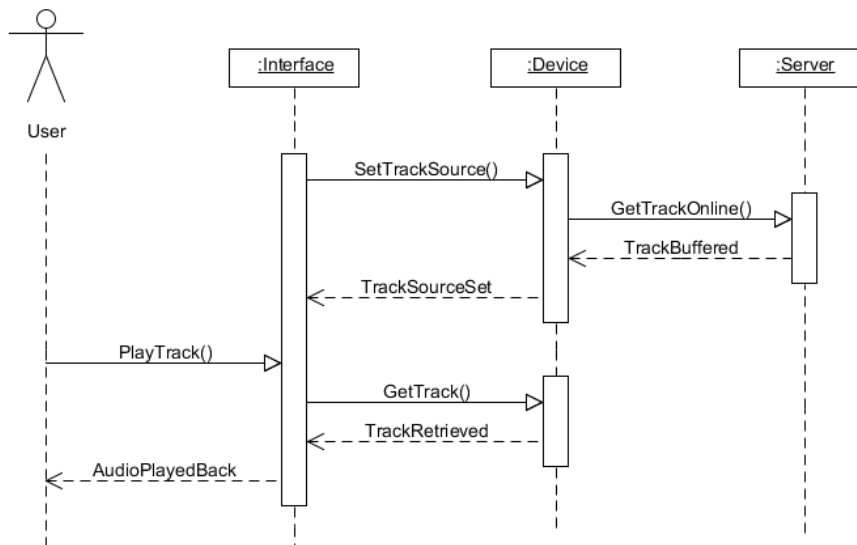 :Interface
:Device
:Server
User
SetTrackSource()
GetTrackOnline()
TrackBuffered
TrackSourceSet
PlayTrack()
GetTrack()
TrackRetrieved
AudioPlayedBack